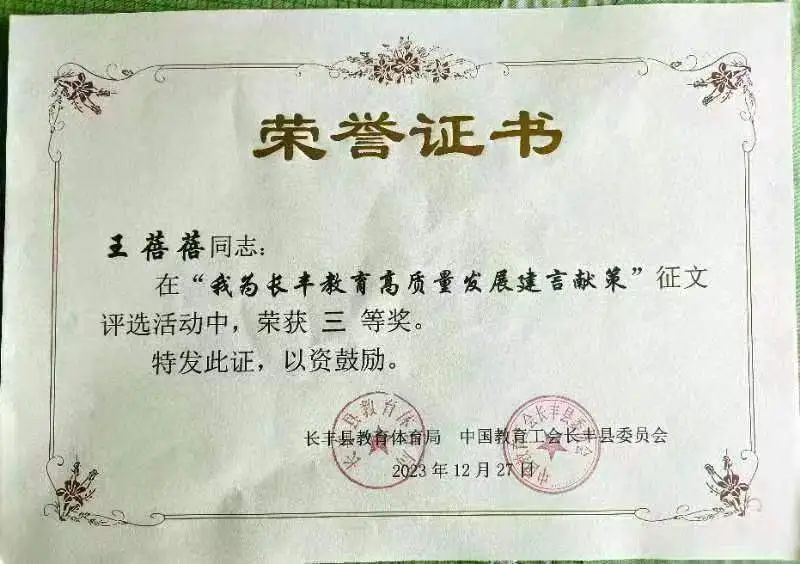 荣誉证书
王蓓蓓同志：
在“我为长丰教育高质量发展建言献策”征文
评选活动中，荣获 三 等奖。
特发此证，以资鼓励。
长丰县教育体育局 中国教育工会长丰县委员会
2023年12月27日